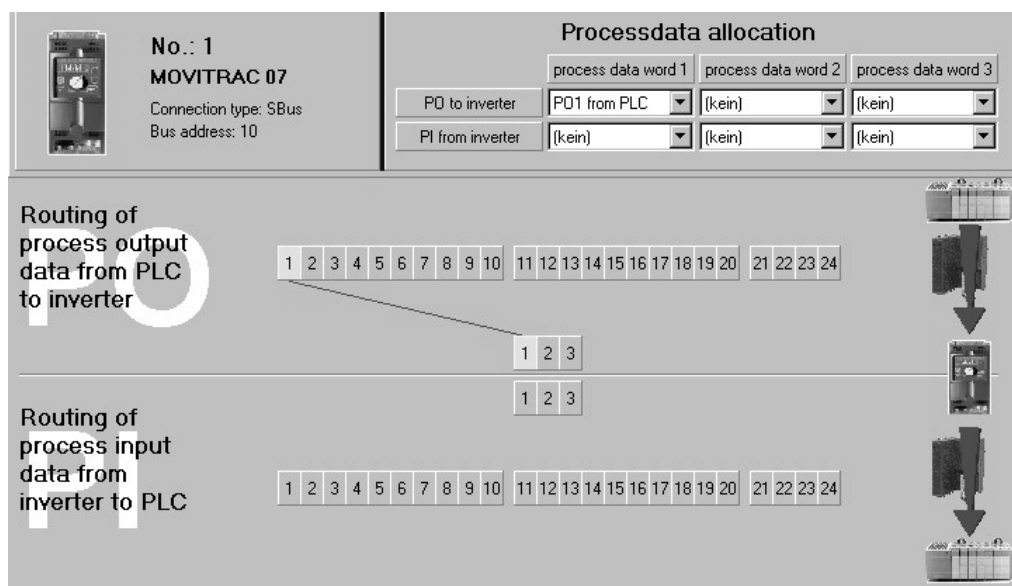 No.: 1
MOVITRAC 07
Connection type: SBus
Bus address: 10
Processdata allocation
process data word 1 process data word 2 process data word 3
PO to inverter PO1 from PLC (kein) (kein)
PI from inverter (kein) (kein) (kein)
PO
Routing of
process output
data from PLC
to inverter
1 2 3 4 5 6 7 8 9 10 11 12 13 14 15 16 17 18 19 20 21 22 23 24
1 2 3
1 2 3
PI
Routing of
process input
data from
inverter to PLC
1 2 3 4 5 6 7 8 9 10 11 12 13 14 15 16 17 18 19 20 21 22 23 24